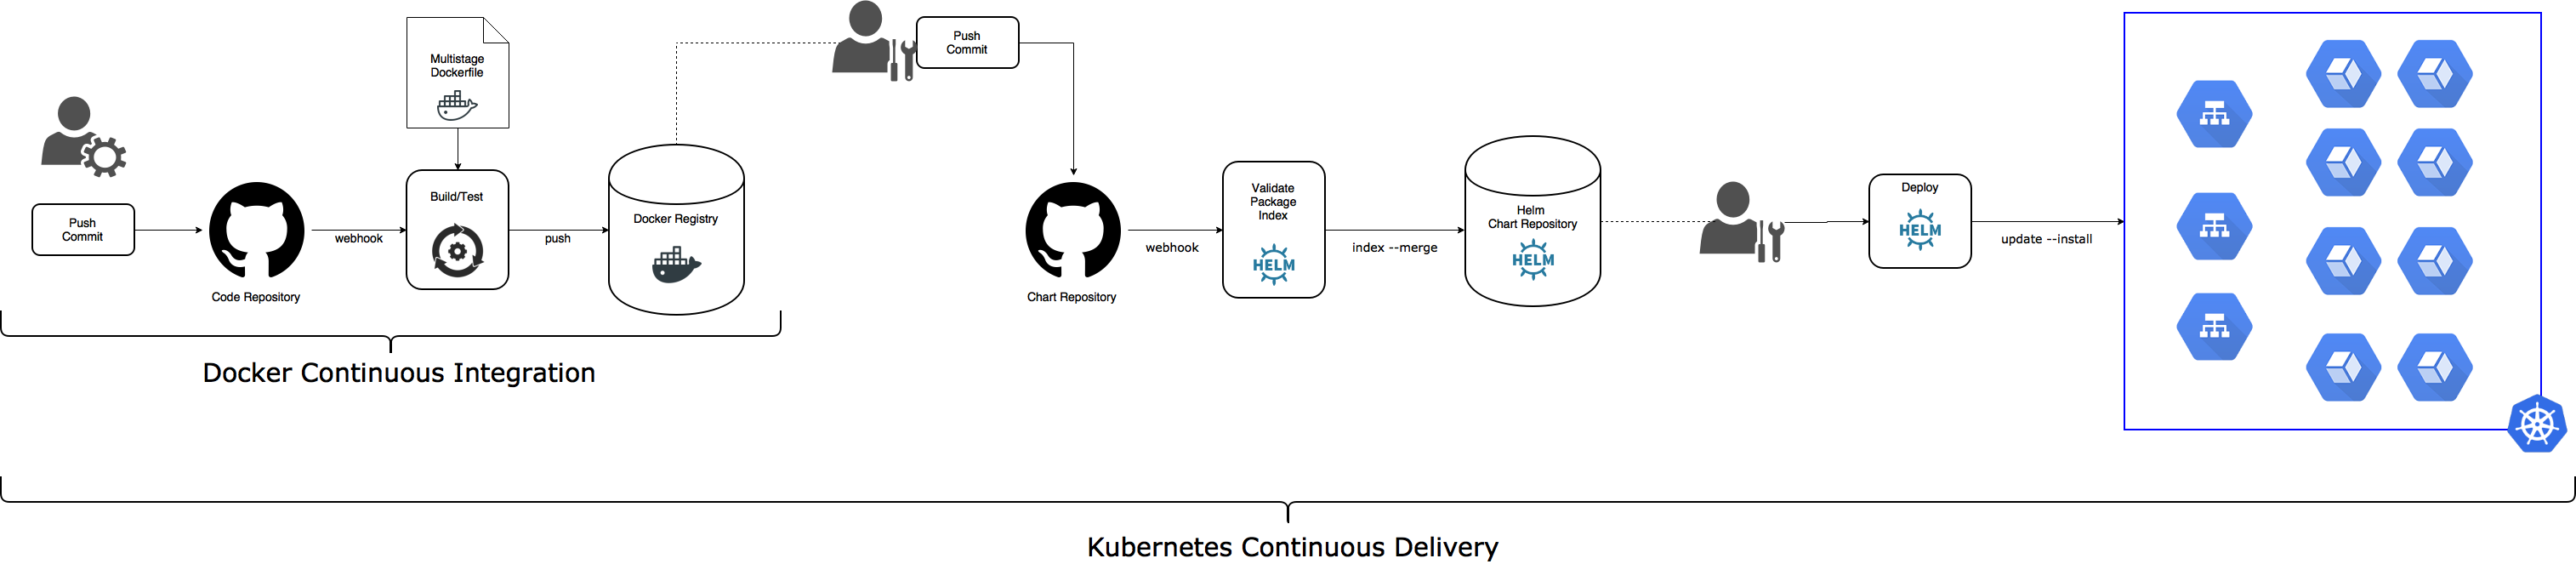 Push
Commit
Code Repository
webhook
Multistage
Dockerfile
Build/Test
push
Docker Registry
Push
Commit
Chart Repository
webhook
Validate
Package
Index
HELM
index --merge
Helm
Chart Repository
HELM
Deploy
HELM
update --install
Docker Continuous Integration
Kubernetes Continuous Delivery